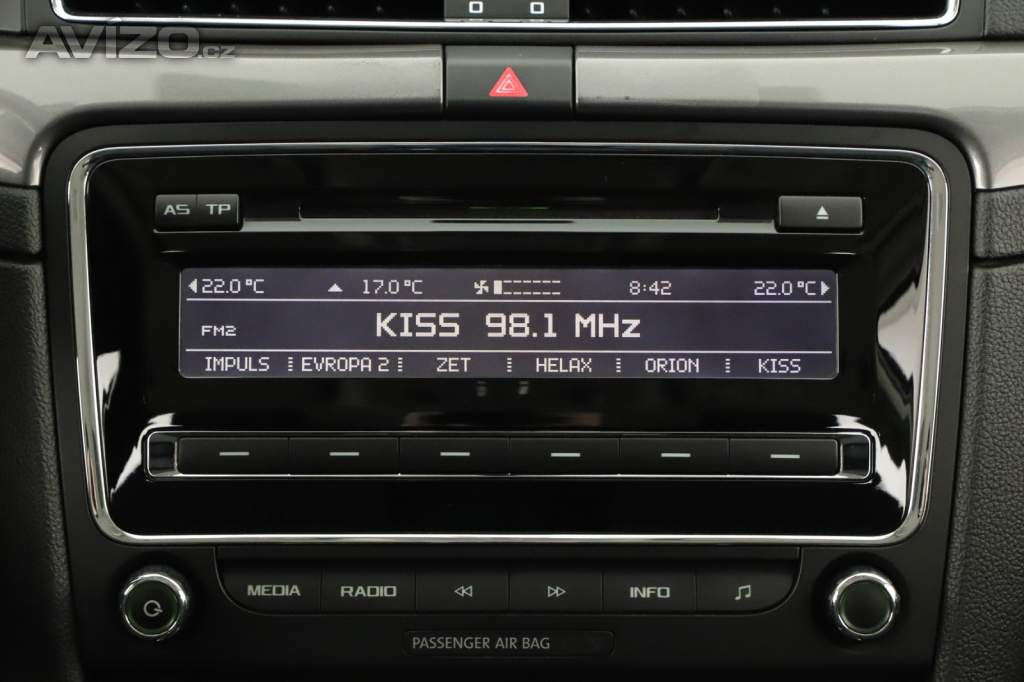 AVIZO.cz
AS TP
22.0 °C 17.0 °C 8:42 22.0 °C
FM2 KISS 98.1 MHz
IMPULS EVROPA 2 ZET HELAX ORION KISS
MEDIA RADIO INFO
PASSENGER AIR BAG